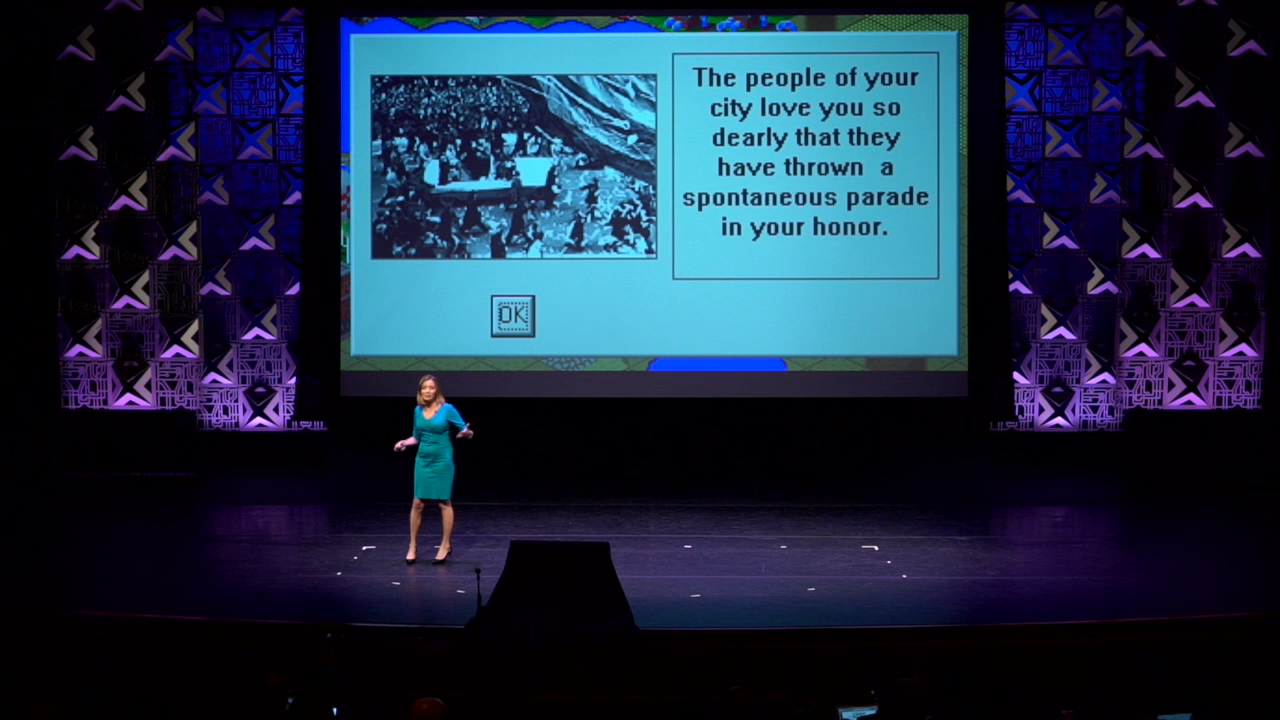 The people of your
city love you so
dearly that they
have thrown a
spontaneous parade
in your honor.
OK